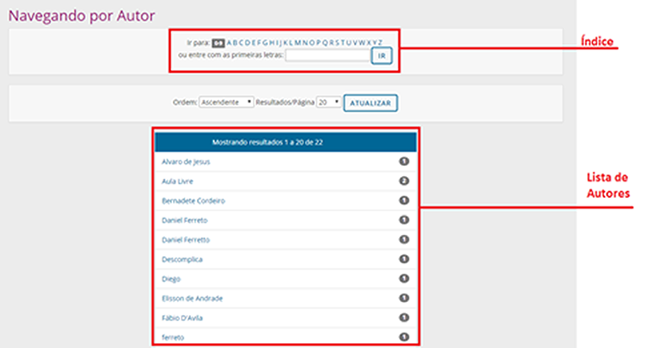 Navegando por Autor
Ir para: 0-9 A B C D E F G H I J K L M N O P Q R S T U V W X Y Z
ou entre com as primeiras letras: IR
Índice
Ordem: Ascendente Resultados/Página 20 ATUALIZAR
Mostrando resultados 1 a 20 de 22
Alvaro de Jesus 1
Aula Livre 2
Bernadete Cordeiro 1
Daniel Ferreto 1
Daniel Ferretto 1
Descomplica 1
Diego 1
Elisson de Andrade 1
Fábio D'Avila 1
ferreto 1
Lista de
Autores